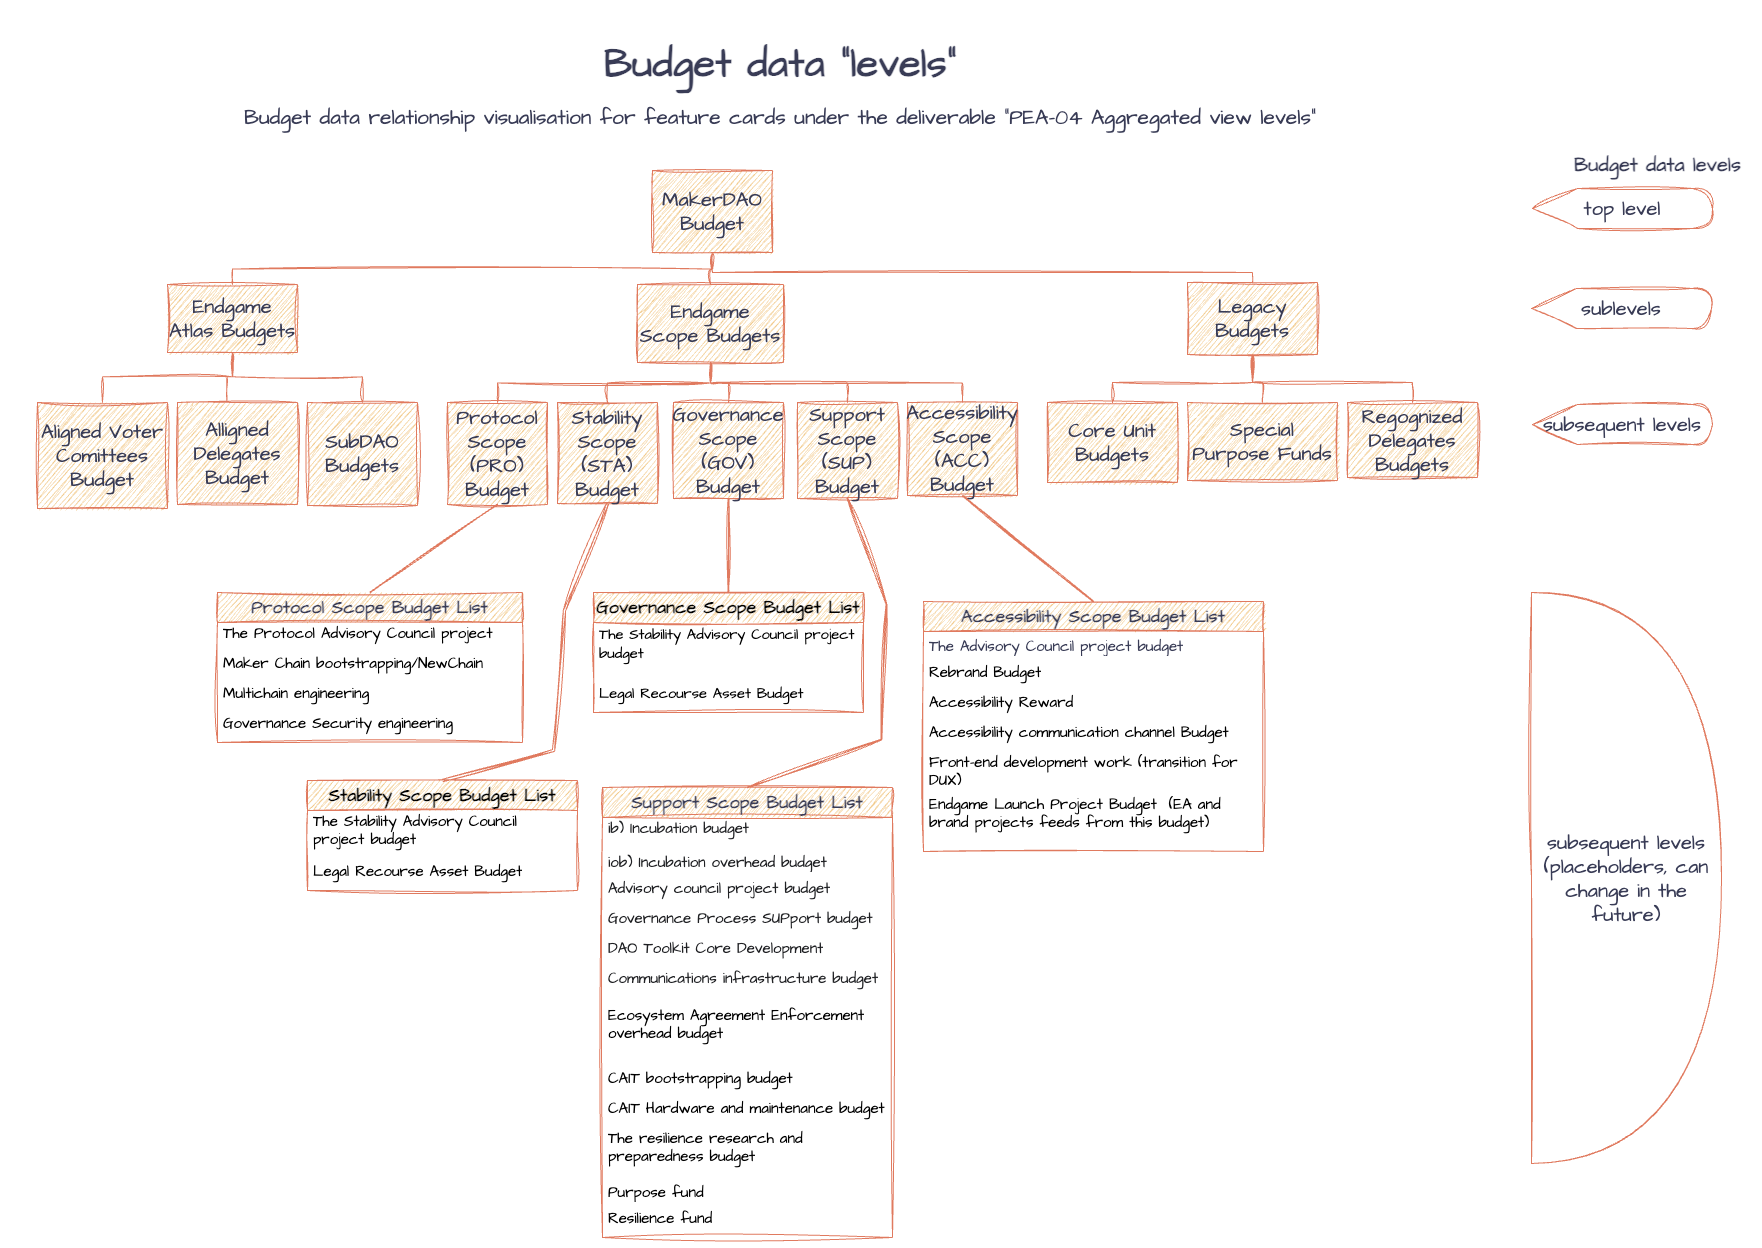 Budget data "levels"
Budget data relationship visualisation for feature cards under the deliverable "PEA-04 Aggregated view levels"
Budget data levels
top level
sublevels
subsequent levels
MakerDAO
Budget
Endgame
Atlas Budgets
Endgame
Scope Budgets
Legacy
Budgets
Aligned Voter
Comittees
Budget
Alligned
Delegates
Budget
SubDAO
Budgets
Protocol
Scope
(PRO)
Budget
Stability
Scope
(STA)
Budget
Governance
Scope
(GOV)
Budget
Support
Scope
(SUP)
Budget
Accessibility
Scope
(ACC)
Budget
Core Unit
Budgets
Special
Purpose Funds
Regognized
Delegates
Budgets
Protocol Scope Budget List
The Protocol Advisory Council project
Maker Chain bootstrapping/NewChain
Multichain engineering
Governance Security engineering
Governance Scope Budget List
The Stability Advisory Council project
budget
Legal Recourse Asset Budget
Accessibility Scope Budget List
The Advisory Council project budget
Rebrand Budget
Accessibility Reward
Accessibility communication channel Budget
Front-end development work (transition for
DUX)
Endgame Launch Project Budget (EA and
brand projects feeds from this budget)
Stability Scope Budget List
The Stability Advisory Council
project budget
Legal Recourse Asset Budget
Support Scope Budget List
ib) Incubation budget
iob) Incubation overhead budget
Advisory council project budget
Governance Process SUPport budget
DAO Toolkit Core Development
Communications infrastructure budget
Ecosystem Agreement Enforcement
overhead budget
CAIT bootstrapping budget
CAIT Hardware and maintenance budget
The resilience research and
preparedness budget
Purpose fund
Resilience fund
subsequent levels
(placeholders, can
change in the
future)